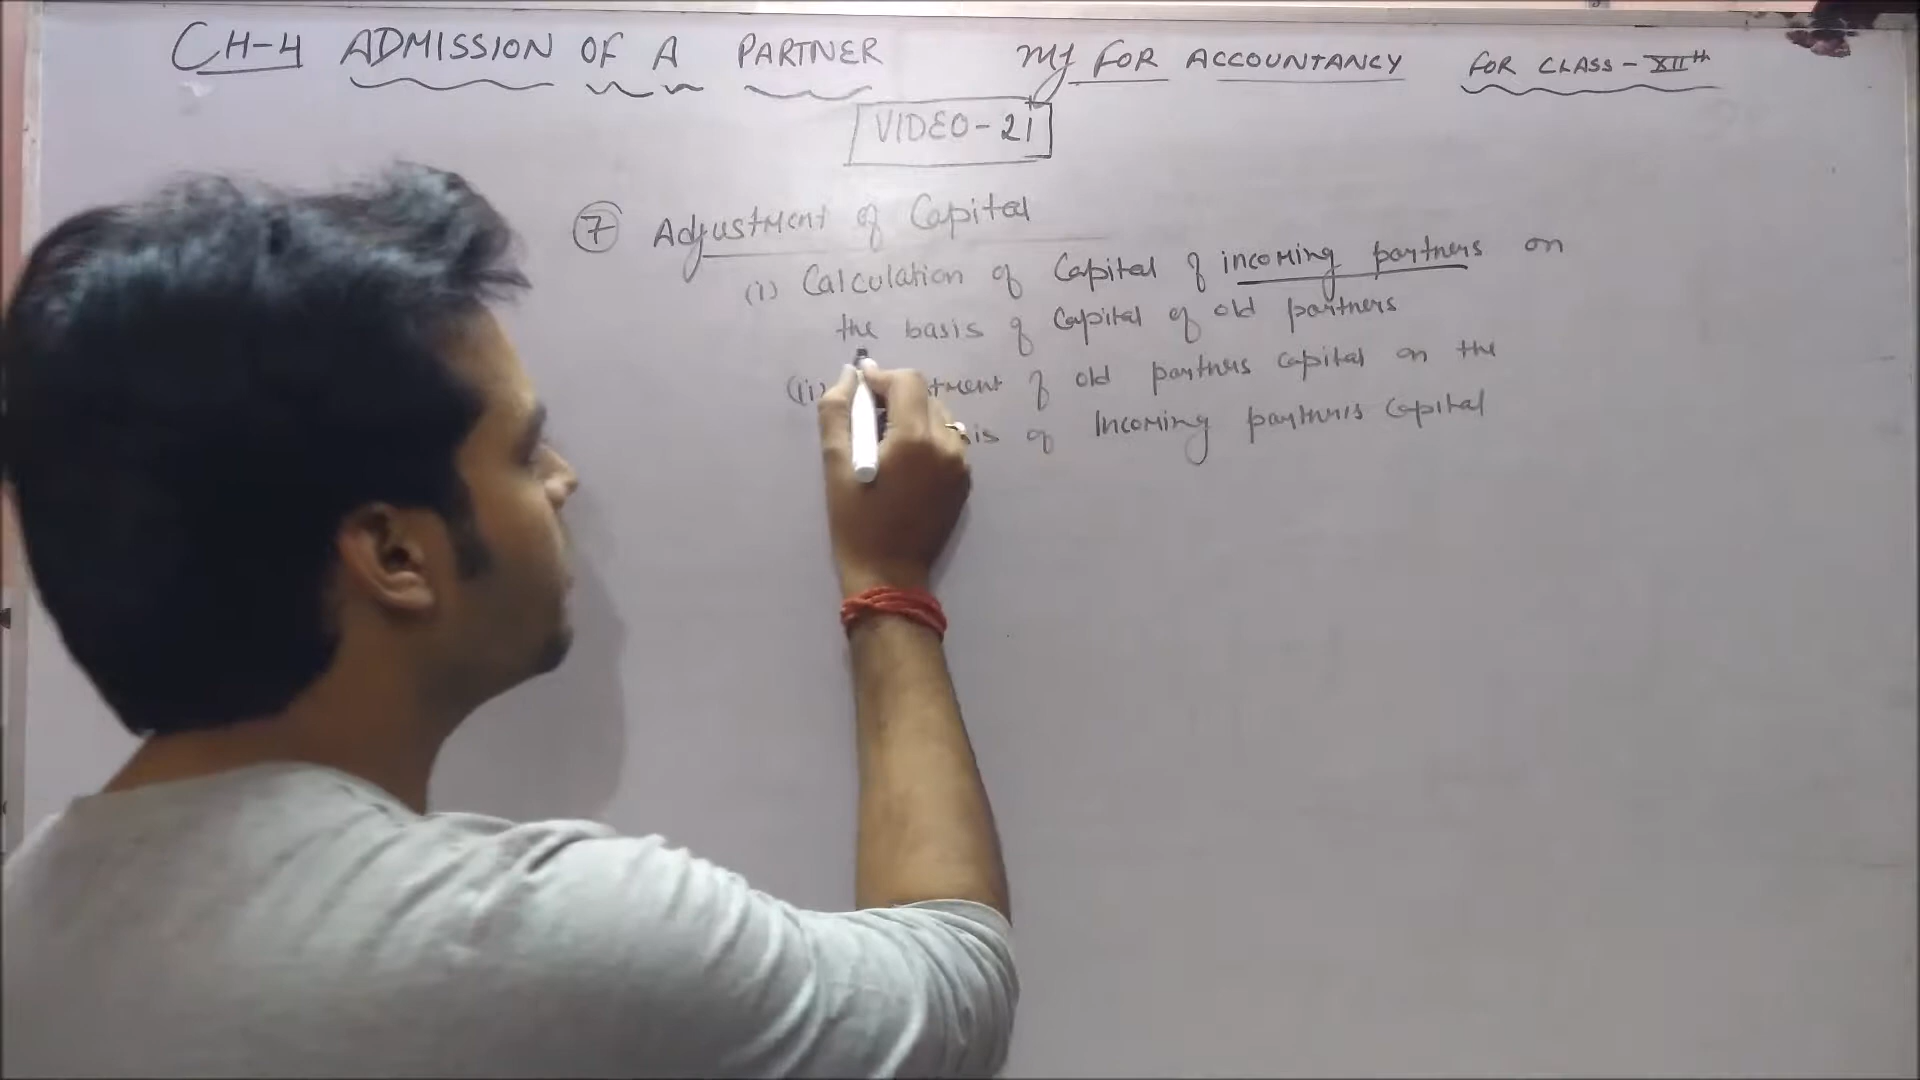 CH-4 ADMISSION OF A PARTNER MJ FOR ACCOUNTANCY FOR CLASS - XIIth
VIDEO - 21
7 Adjustment of Capital
(i) Calculation of Capital of incoming partners on
the basis of Capital of old partners
(ii) of old partners capital on the
of Incoming partners capital